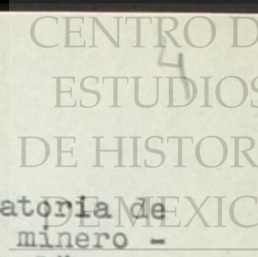 CENTRO D
4
ESTUDIOS
DE HISTOR
DE MEXIC
atoria de
minero -